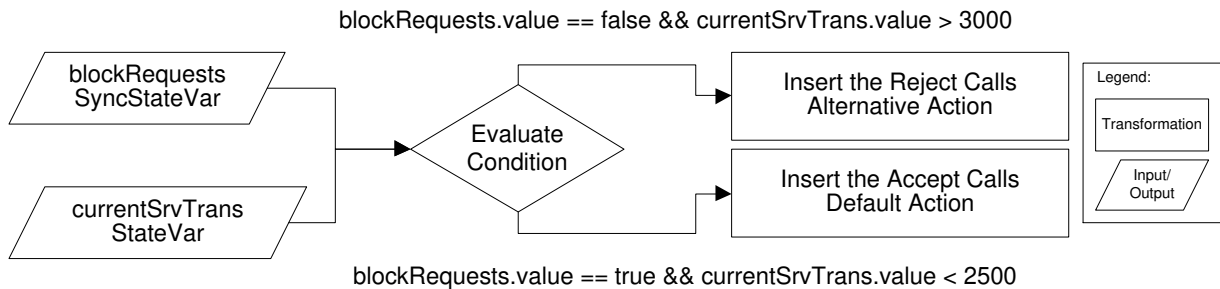 blockRequests.value == false && currentSrvTrans.value > 3000
blockRequests
SyncStateVar
currentSrvTrans
StateVar
Evaluate
Condition
Insert the Reject Calls
Alternative Action
Insert the Accept Calls
Default Action
Legend:
Transformation
Input/
Output
blockRequests.value == true && currentSrvTrans.value < 2500